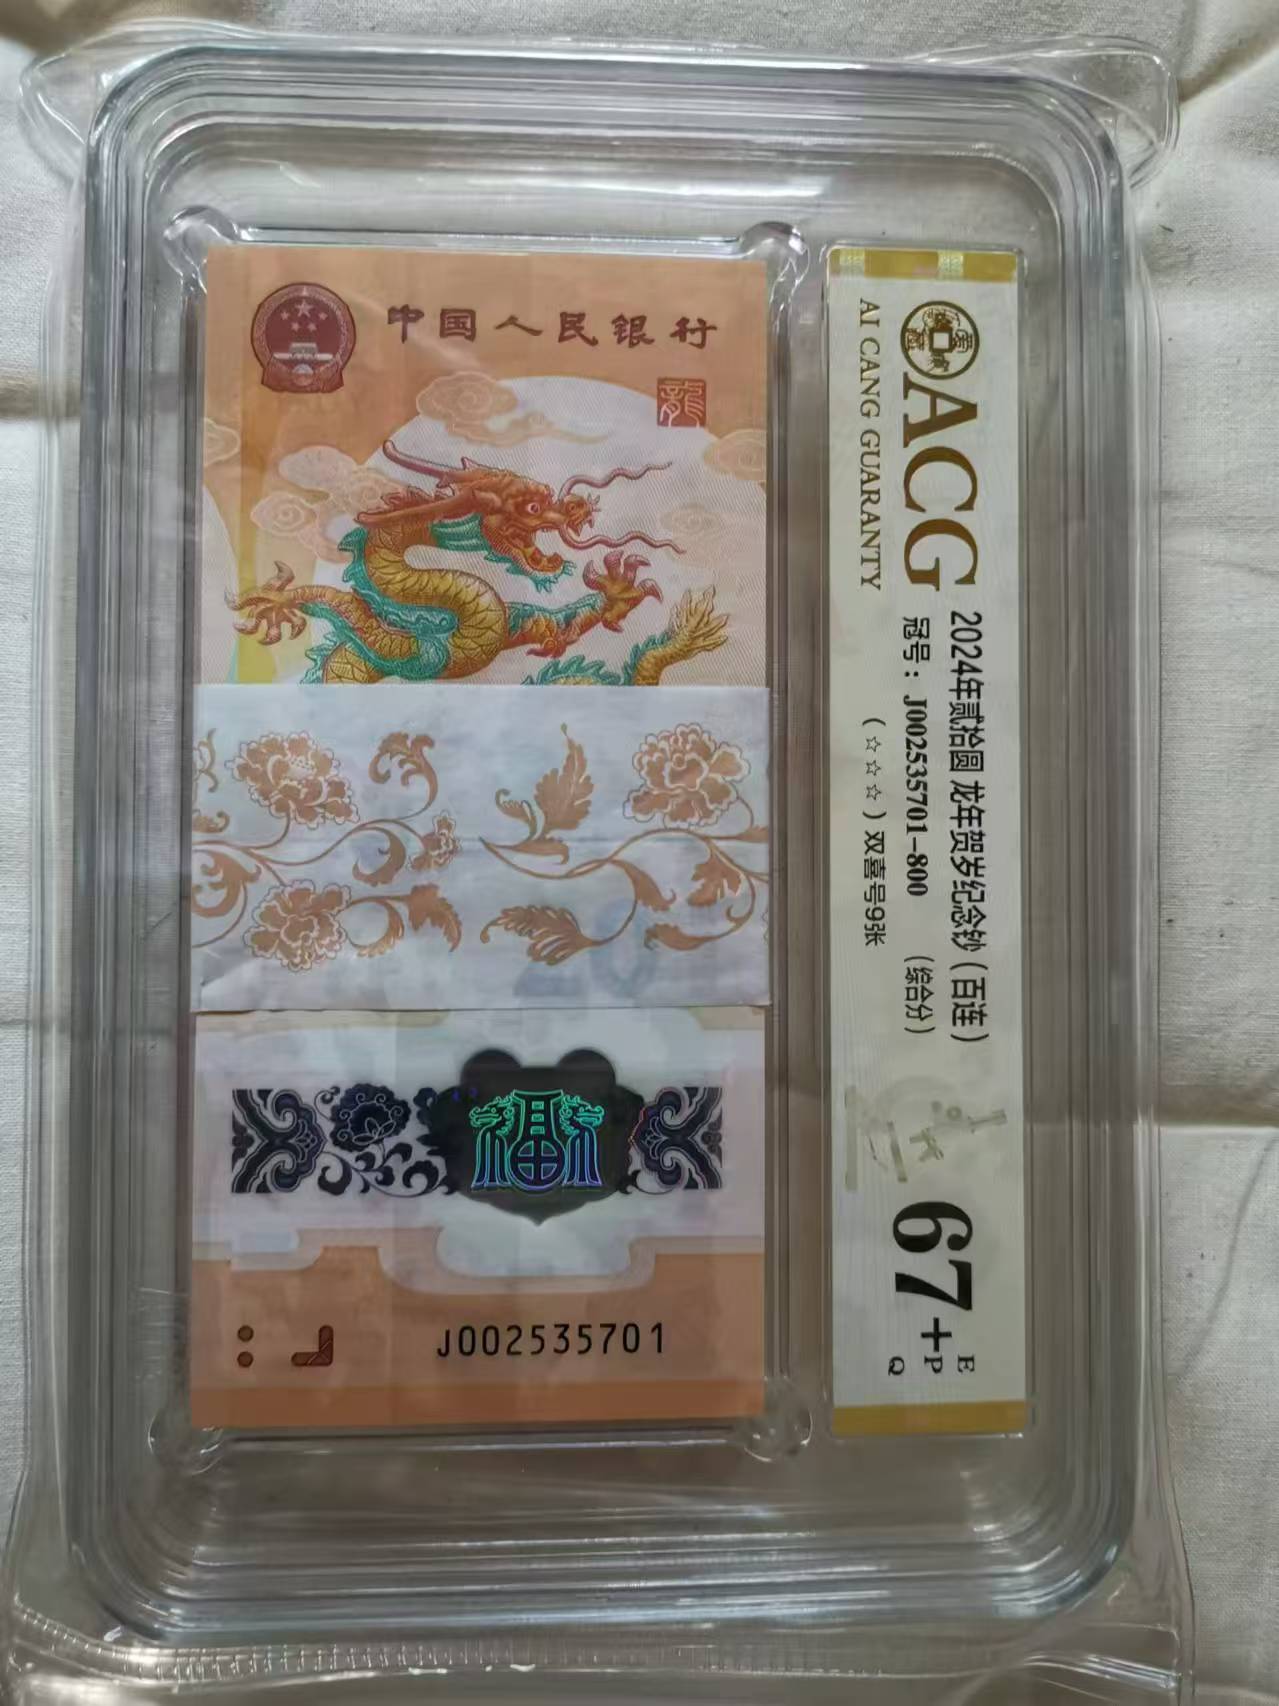 中国人民银行
龍
J002535701
ACG
AI CANG GUARANTY
2024年贰拾圆 龙年贺岁纪念钞(百连)
冠号:J002535701-800 (综合分)
(☆☆☆)双喜号9张
67+
E
P
Q